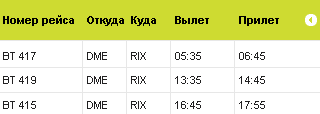 Номер рейса Откуда Куда Вылет Прилет
BT 417 DME RIX 05:35 06:45
BT 419 DME RIX 13:35 14:45
BT 415 DME RIX 16:45 17:55